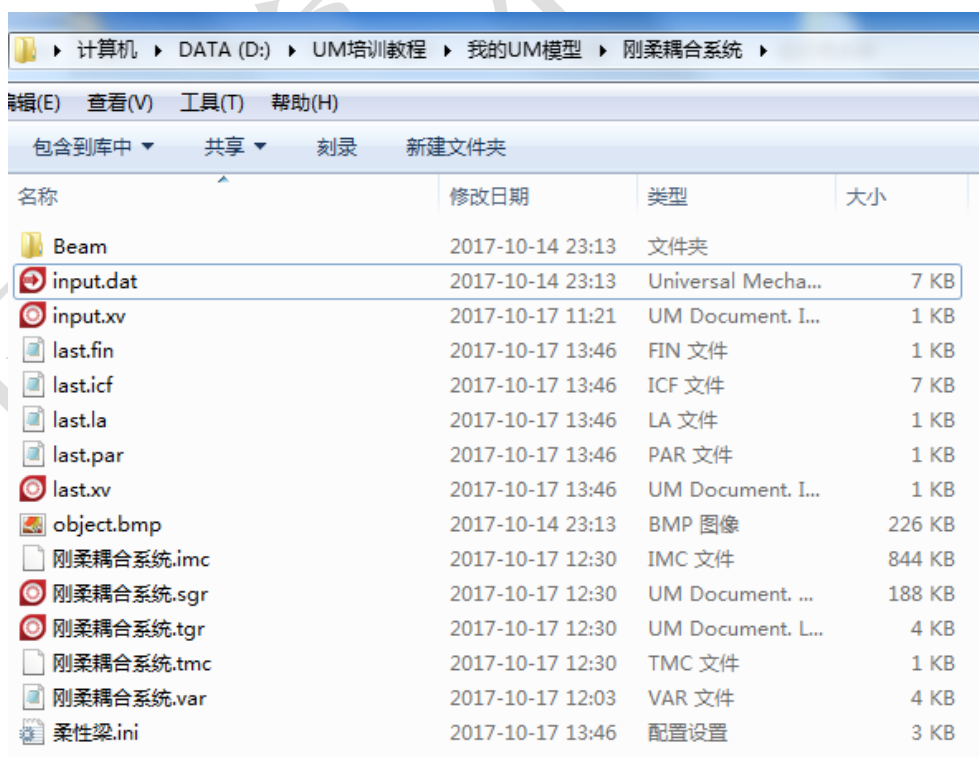 计算机 ▸ DATA (D:) ▸ UM培训教程 ▸ 我的UM模型 ▸ 刚柔耦合系统 ▸
编辑(E) 查看(V) 工具(T) 帮助(H)
包含到库中 ▼ 共享 ▼ 刻录 新建文件夹
名称 修改日期 类型 大小
Beam 2017-10-14 23:13 文件夹
input.dat 2017-10-14 23:13 Universal Mecha... 7 KB
input.xv 2017-10-17 11:21 UM Document. I... 1 KB
last.fin 2017-10-17 13:46 FIN 文件 1 KB
last.icf 2017-10-17 13:46 ICF 文件 7 KB
last.la 2017-10-17 13:46 LA 文件 1 KB
last.par 2017-10-17 13:46 PAR 文件 1 KB
last.xv 2017-10-17 13:46 UM Document. I... 1 KB
object.bmp 2017-10-14 23:13 BMP 图像 226 KB
刚柔耦合系统.imc 2017-10-17 12:30 IMC 文件 844 KB
刚柔耦合系统.sgr 2017-10-17 12:30 UM Document. ... 188 KB
刚柔耦合系统.tgr 2017-10-17 12:30 UM Document. L... 4 KB
刚柔耦合系统.tmc 2017-10-17 12:30 TMC 文件 1 KB
刚柔耦合系统.var 2017-10-17 12:03 VAR 文件 4 KB
柔性梁.ini 2017-10-17 13:46 配置设置 3 KB